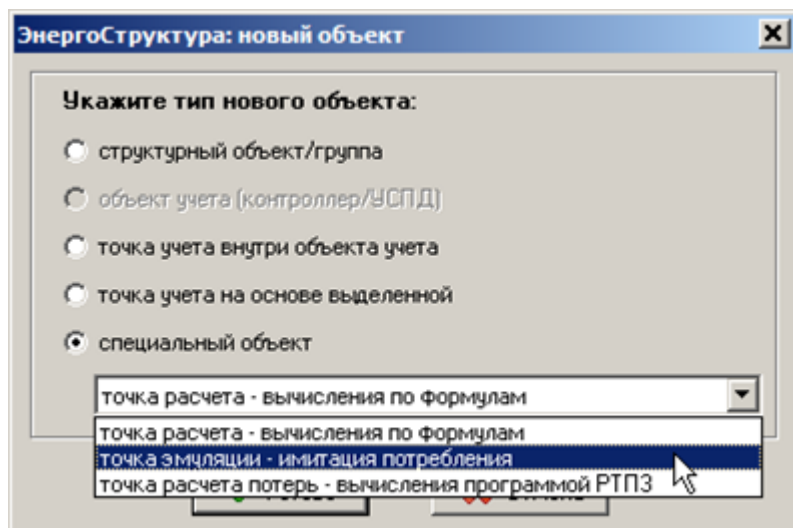 ЭнергоСтруктура: новый объект
Укажите тип нового объекта:
структурный объект/группа
объект учета (контроллер/УСПД)
точка учета внутри объекта учета
точка учета на основе выделенной
специальный объект
точка расчета - вычисления по формулам
точка расчета - вычисления по формулам
точка эмуляции - имитация потребления
точка расчета потерь - вычисления программой РТПЗ